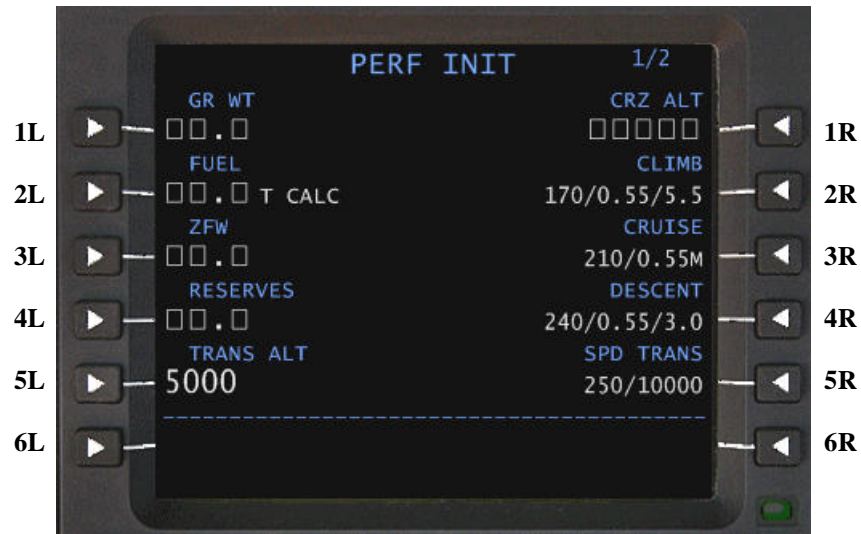 PERF INIT 1/2
GR WT CRZ ALT
1L □□.□ □□□□□ 1R
FUEL CLIMB
2L □□.□ T CALC 170/0.55/5.5 2R
ZFW CRUISE
3L □□.□ 210/0.55M 3R
RESERVES DESCENT
4L □□.□ 240/0.55/3.0 4R
TRANS ALT SPD TRANS
5L 5000 250/10000 5R
6L 6R